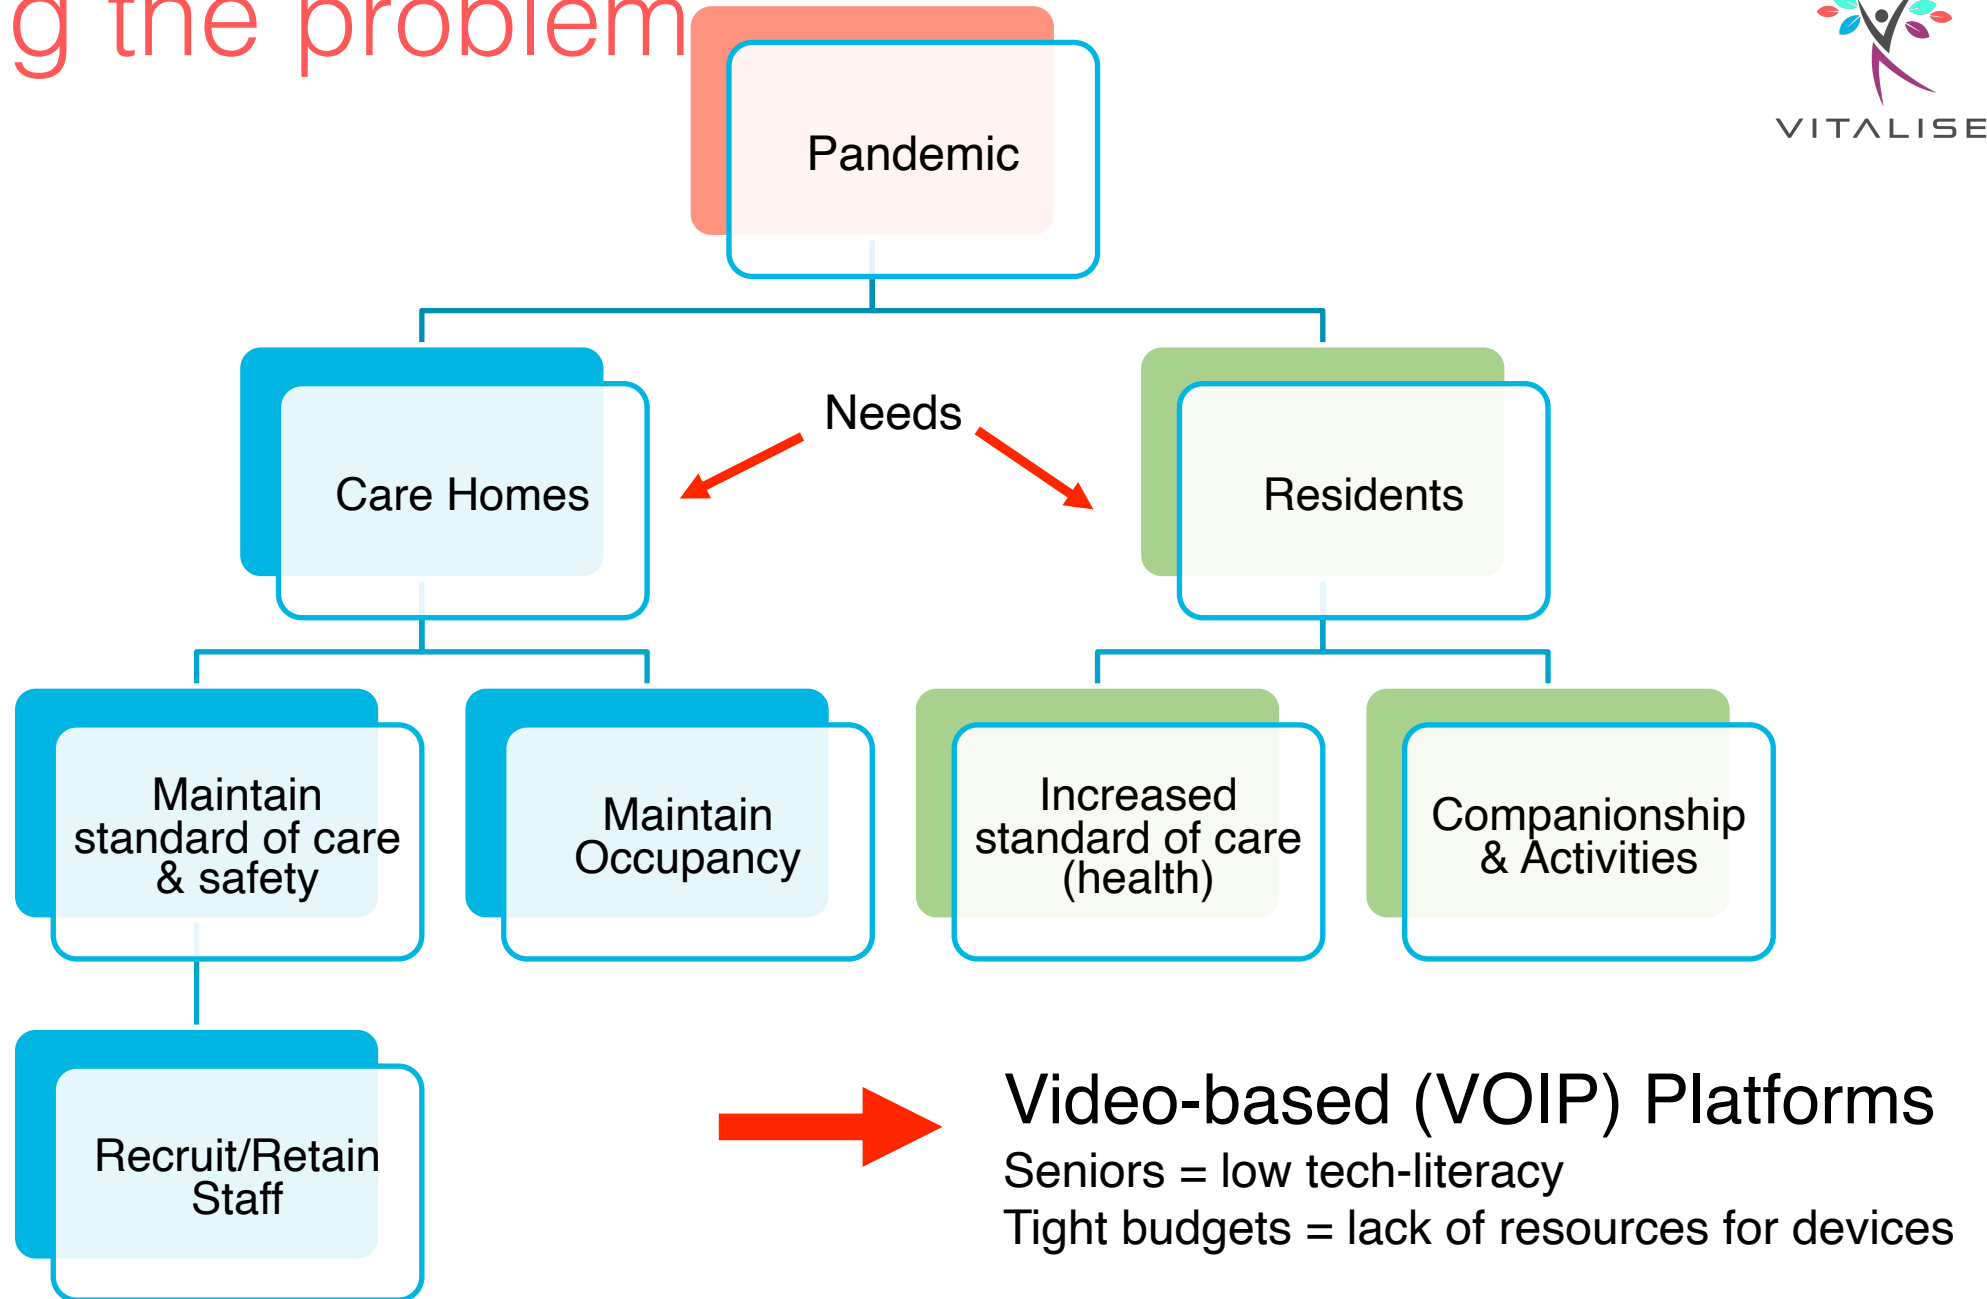 g the problem
VITALISE
Pandemic
Needs
Care Homes
Residents
Maintain
standard of care
& safety
Maintain
Occupancy
Increased
standard of care
(health)
Companionship
& Activities
Recruit/Retain
Staff
Video-based (VOIP) Platforms
Seniors = low tech-literacy
Tight budgets = lack of resources for devices